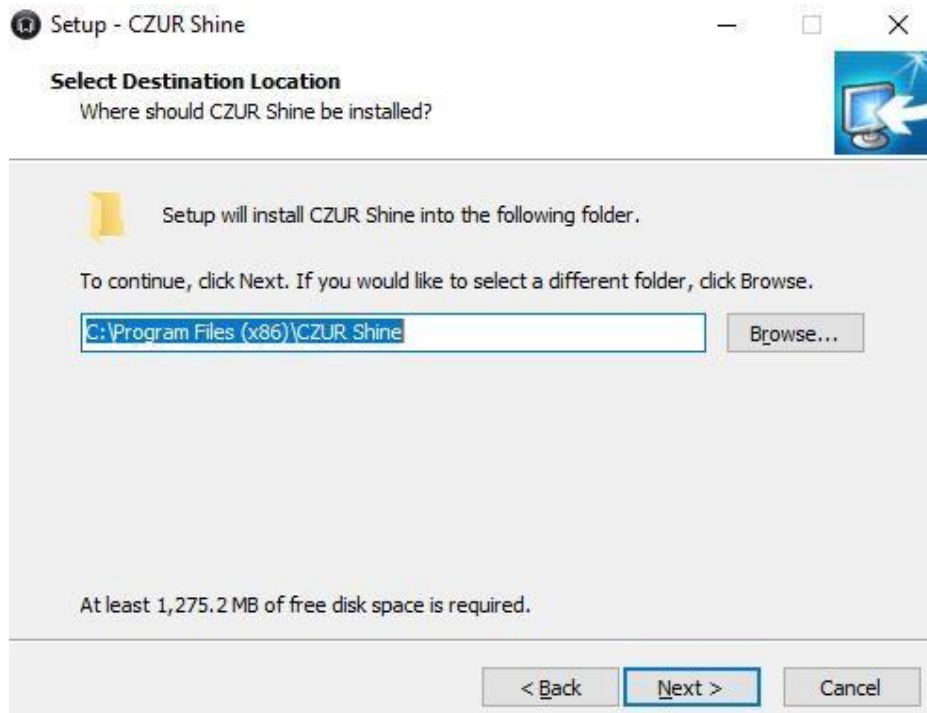 Setup - CZUR Shine
Select Destination Location
Where should CZUR Shine be installed?
Setup will install CZUR Shine into the following folder.
To continue, click Next. If you would like to select a different folder, click Browse.
C:\Program Files (x86)\CZUR Shine
Browse...
At least 1,275.2 MB of free disk space is required.
< Back
Next >
Cancel